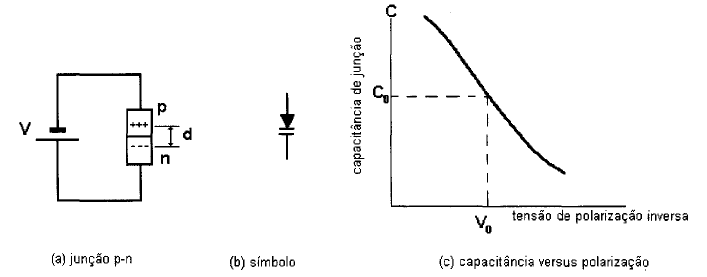 V
p
+++
d
---
n
(a) junção p-n
(b) símbolo
C
capacitância de junção
C₀
V₀
tensão de polarização inversa
(c) capacitância versus polarização